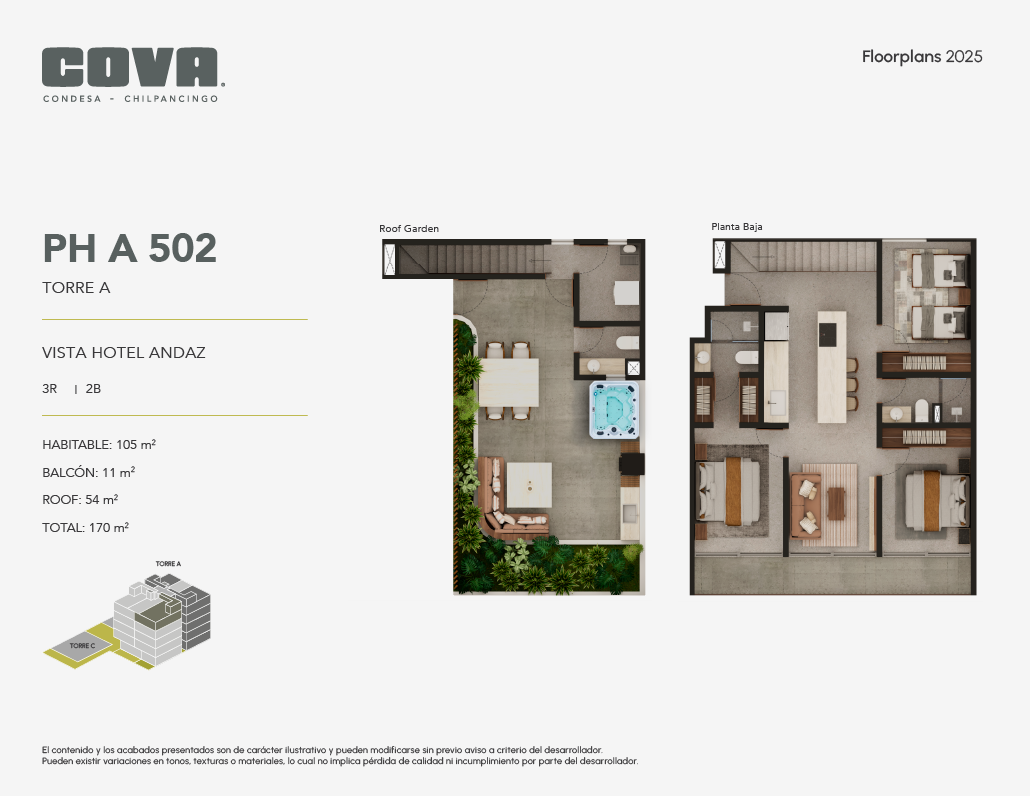 COVA.
CONDESA - CHILPANCINGO
Floorplans 2025
PH A 502
TORRE A
VISTA HOTEL ANDAZ
3R | 2B
HABITABLE: 105 m²
BALCÓN: 11 m²
ROOF: 54 m²
TOTAL: 170 m²
TORRE A
TORRE C
Roof Garden
Planta Baja
El contenido y los acabados presentados son de carácter ilustrativo y pueden modificarse sin previo aviso a criterio del desarrollador.
Pueden existir variaciones en tonos, texturas o materiales, lo cual no implica pérdida de calidad ni incumplimiento por parte del desarrollador.